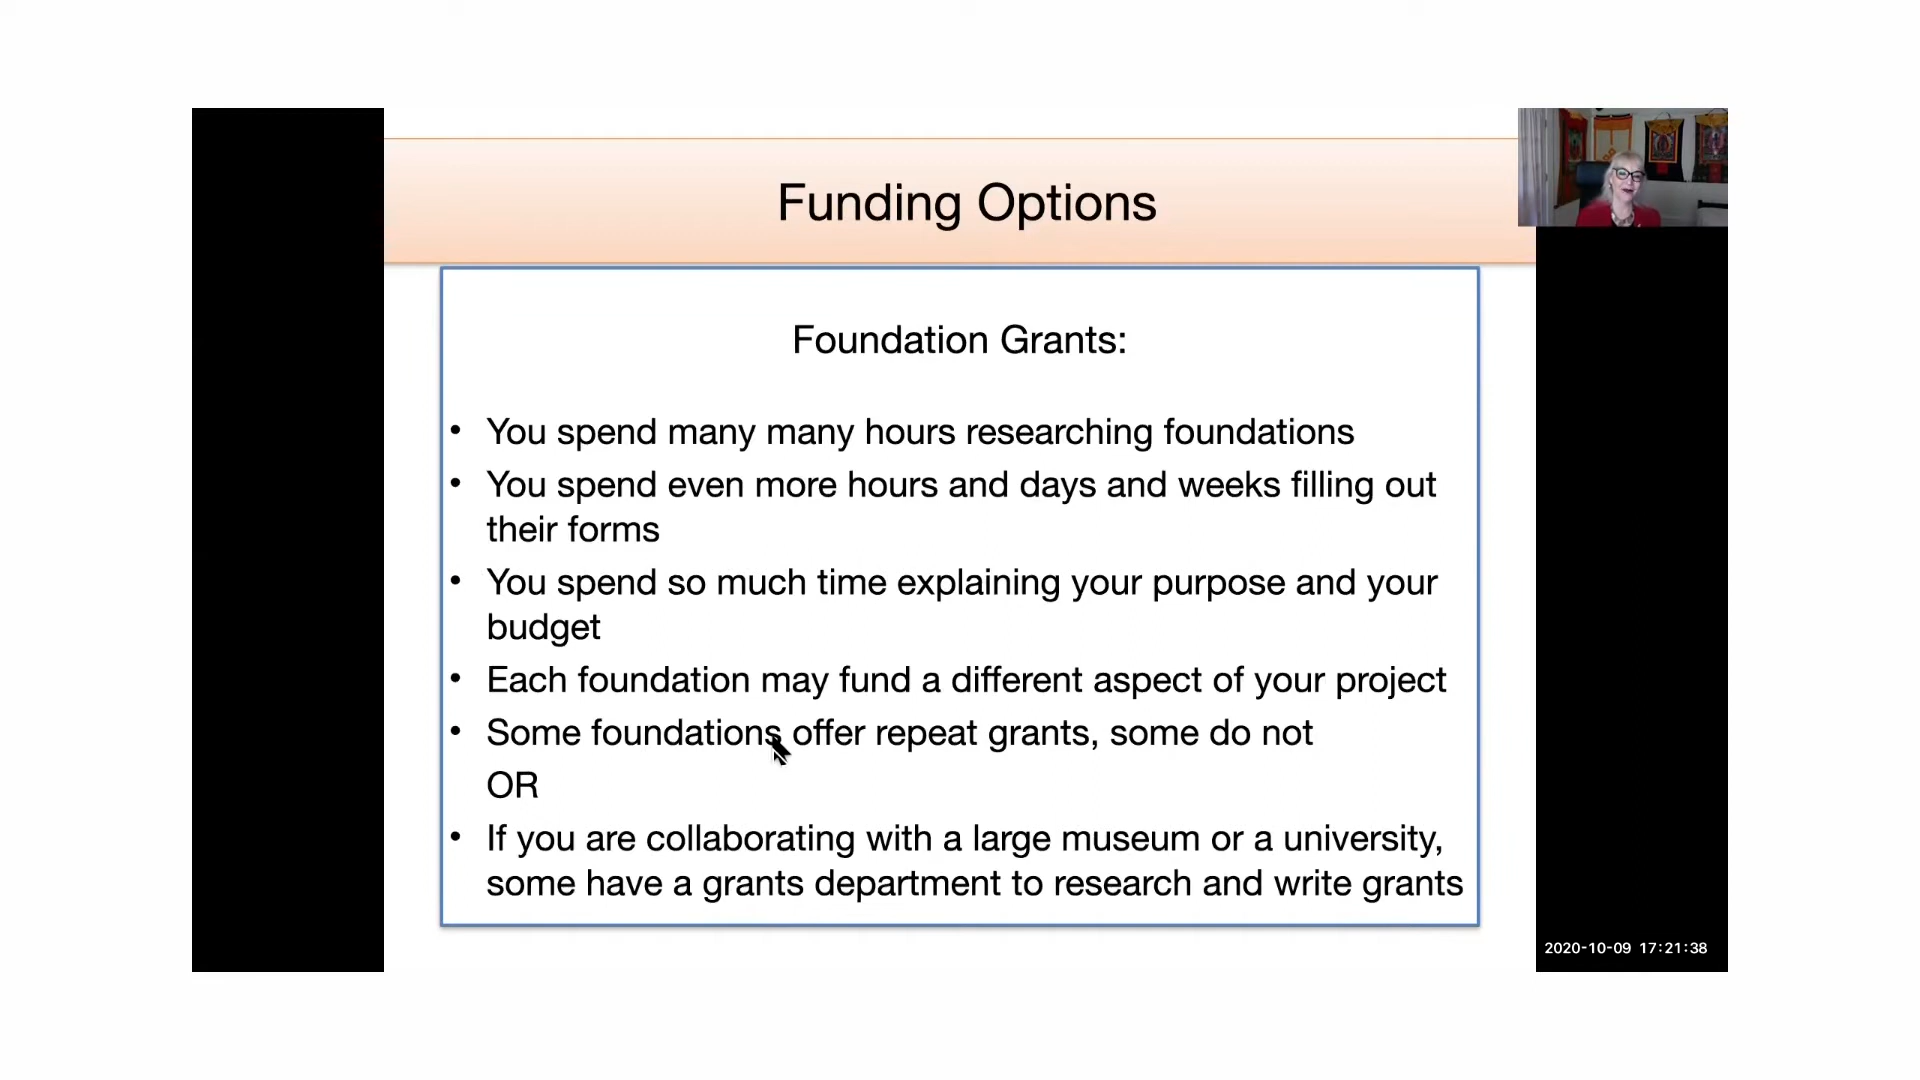 Funding Options
Foundation Grants:
• You spend many many hours researching foundations
• You spend even more hours and days and weeks filling out
their forms
• You spend so much time explaining your purpose and your
budget
• Each foundation may fund a different aspect of your project
• Some foundations offer repeat grants, some do not
OR
• If you are collaborating with a large museum or a university,
some have a grants department to research and write grants
2020-10-09 17:21:38